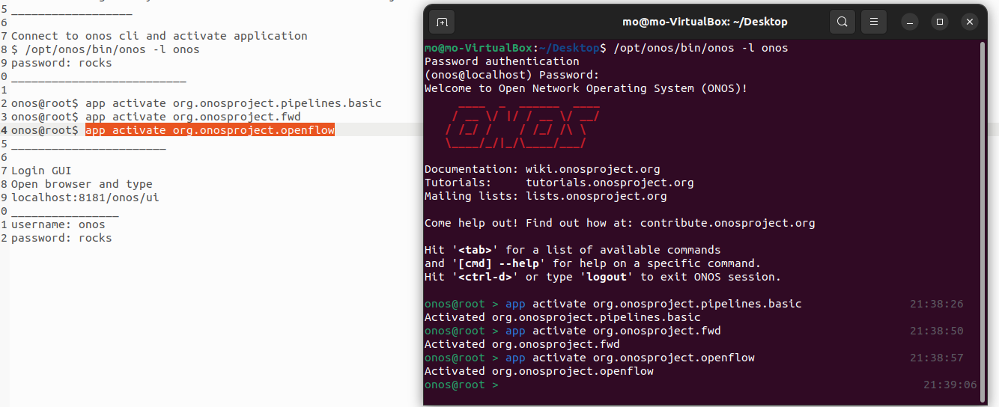 5 __________________
6
7 Connect to onos cli and activate application
8 $ /opt/onos/bin/onos -l onos
9 password: rocks
0 __________________________
1
2 onos@root$ app activate org.onosproject.pipelines.basic
3 onos@root$ app activate org.onosproject.fwd
4 onos@root$ app activate org.onosproject.openflow
5 _______________________
6
7 Login GUI
8 Open browser and type
9 localhost:8181/onos/ui
0 ________________
1 username: onos
2 password: rocks
mo@mo-VirtualBox: ~/Desktop
mo@mo-VirtualBox:~/Desktop$ /opt/onos/bin/onos -l onos
Password authentication
(onos@localhost) Password:
Welcome to Open Network Operating System (ONOS)!
     ____  _  ______  ____
    / __ \/ |/ / __ \/ __/
   / /_/ /    / /_/ /\ \
   \____/_/|_/\____/___/
Documentation: wiki.onosproject.org
Tutorials:     tutorials.onosproject.org
Mailing lists: lists.onosproject.org
Come help out! Find out how at: contribute.onosproject.org
Hit '<tab>' for a list of available commands
and '[cmd] --help' for help on a specific command.
Hit '<ctrl-d>' or type 'logout' to exit ONOS session.
onos@root > app activate org.onosproject.pipelines.basic 21:38:26
Activated org.onosproject.pipelines.basic
onos@root > app activate org.onosproject.fwd 21:38:50
Activated org.onosproject.fwd
onos@root > app activate org.onosproject.openflow 21:38:57
Activated org.onosproject.openflow
onos@root > 21:39:06